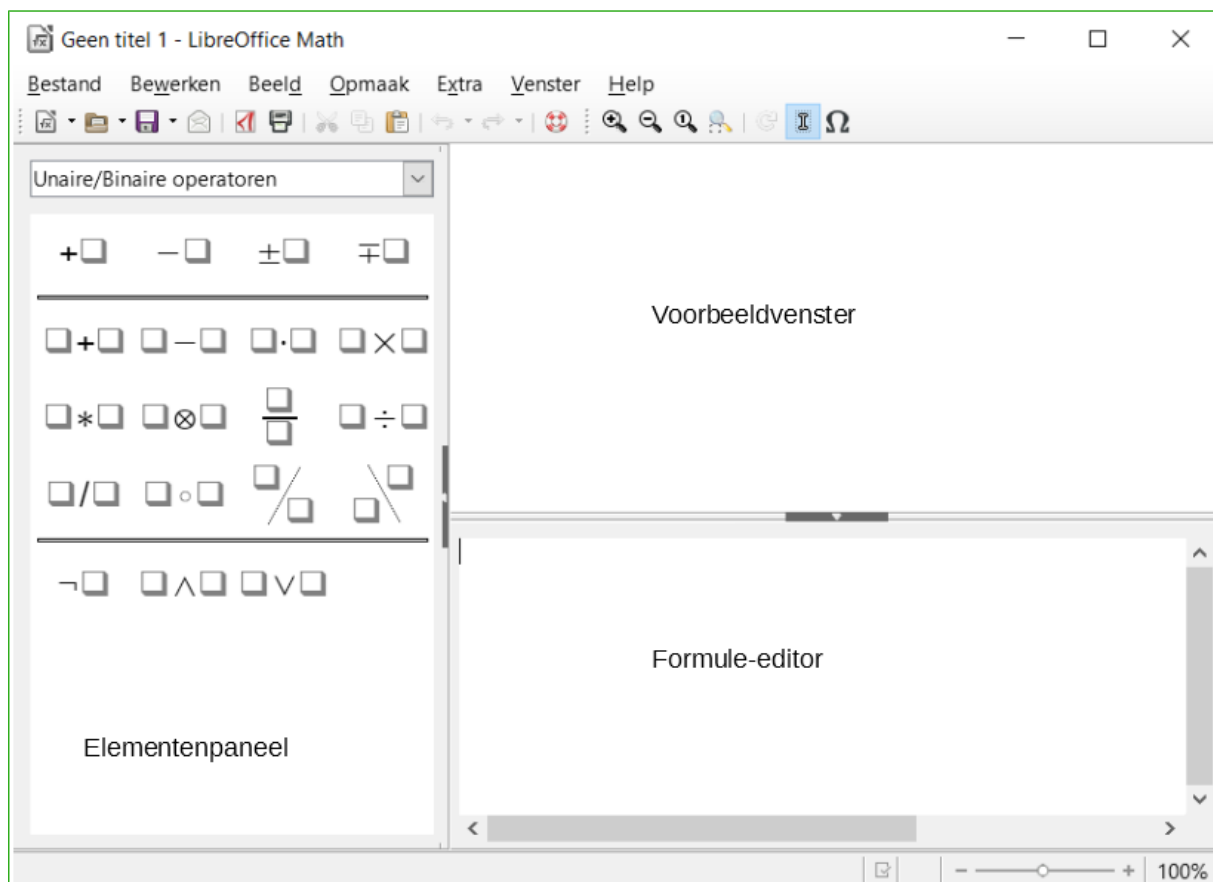 Geen titel 1 - LibreOffice Math
Bestand Bewerken Beeld Opmaak Extra Venster Help
Unaire/Binaire operatoren
+□ −□ ±□ ∓□
□+□ □−□ □·□ □×□
□∗□ □⊗□ □/□ □÷□
□/□ □∘□ □/□ □\□
¬□ □∧□ □∨□
Elementenpaneel
Voorbeeldvenster
Formule-editor
100%